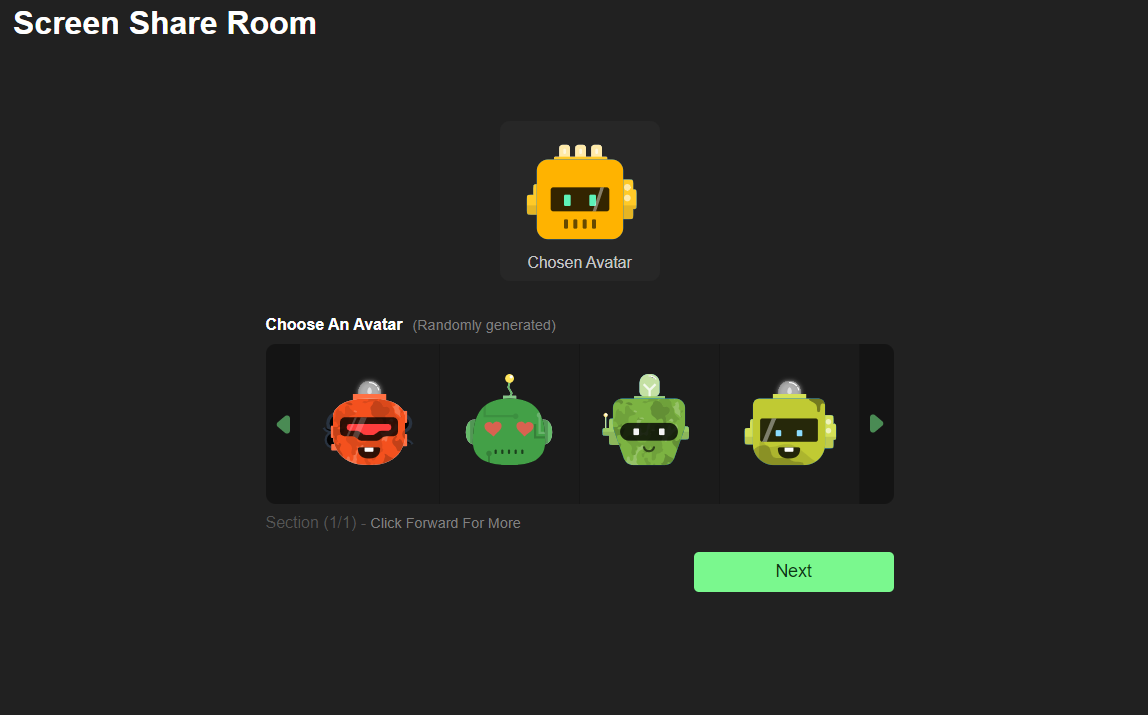 Screen Share Room
Chosen Avatar
Choose An Avatar (Randomly generated)
Section (1/1) - Click Forward For More
Next